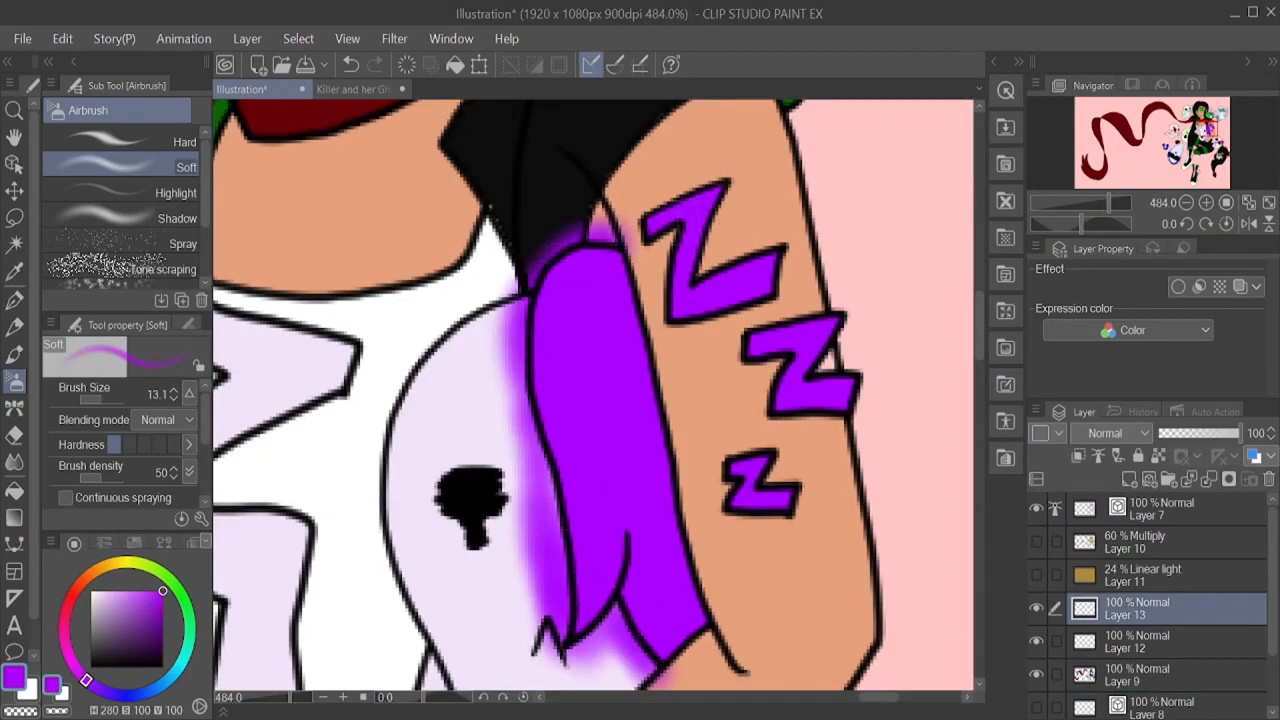 Illustration* (1920 x 1080px 900dpi 484.0%) - CLIP STUDIO PAINT EX
File Edit Story(P) Animation Layer Select View Filter Window Help
Sub Tool [Airbrush]
Illustration*
Killer and her Gh
Navigator
Airbrush
Hard
Soft
Highlight
Shadow
Spray
Tone scraping
484.0
0.0
Layer Property
Effect
Expression color
Color
Tool property [Soft]
Soft
Brush Size 13.1
Blending mode Normal
Hardness
Brush density 50
Continuous spraying
Layer History Auto Action
Normal 100
100 % Normal
Layer 7
60 % Multiply
Layer 10
24 % Linear light
Layer 11
100 % Normal
Layer 13
100 % Normal
Layer 12
100 % Normal
Layer 9
100 % Normal
Layer 8
Z
Z
Z
H 280 S 100 V 100
484.0
0.0